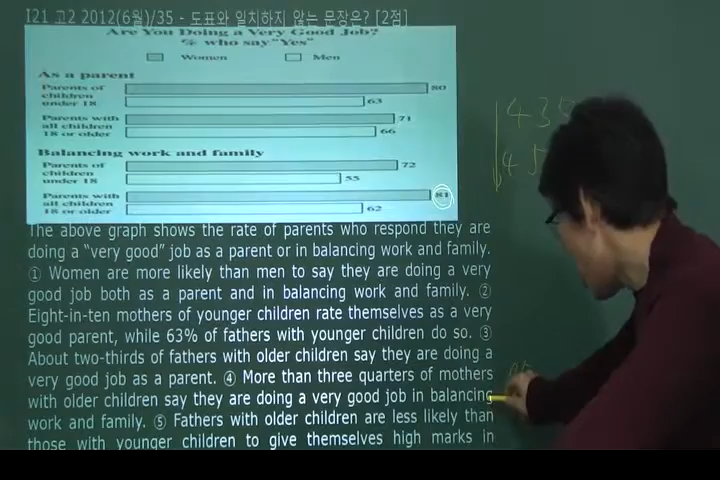 I21 고2 2012(6월)/35 - 도표와 일치하지 않는 문장은? [2점]
Are You Doing a Very Good Job?
% who say "Yes"
Women Men
As a parent
Parents of children under 18
80
63
Parents with all children 18 or older
71
66
Balancing work and family
Parents of children under 18
72
55
Parents with all children 18 or older
81
62
The above graph shows the rate of parents who respond they are
doing a “very good” job as a parent or in balancing work and family.
① Women are more likely than men to say they are doing a very
good job both as a parent and in balancing work and family. ②
Eight-in-ten mothers of younger children rate themselves as a very
good parent, while 63% of fathers with younger children do so. ③
About two-thirds of fathers with older children say they are doing a
very good job as a parent. ④ More than three quarters of mothers
with older children say they are doing a very good job in balancing
work and family. ⑤ Fathers with older children are less likely than
those with younger children to give themselves high marks in